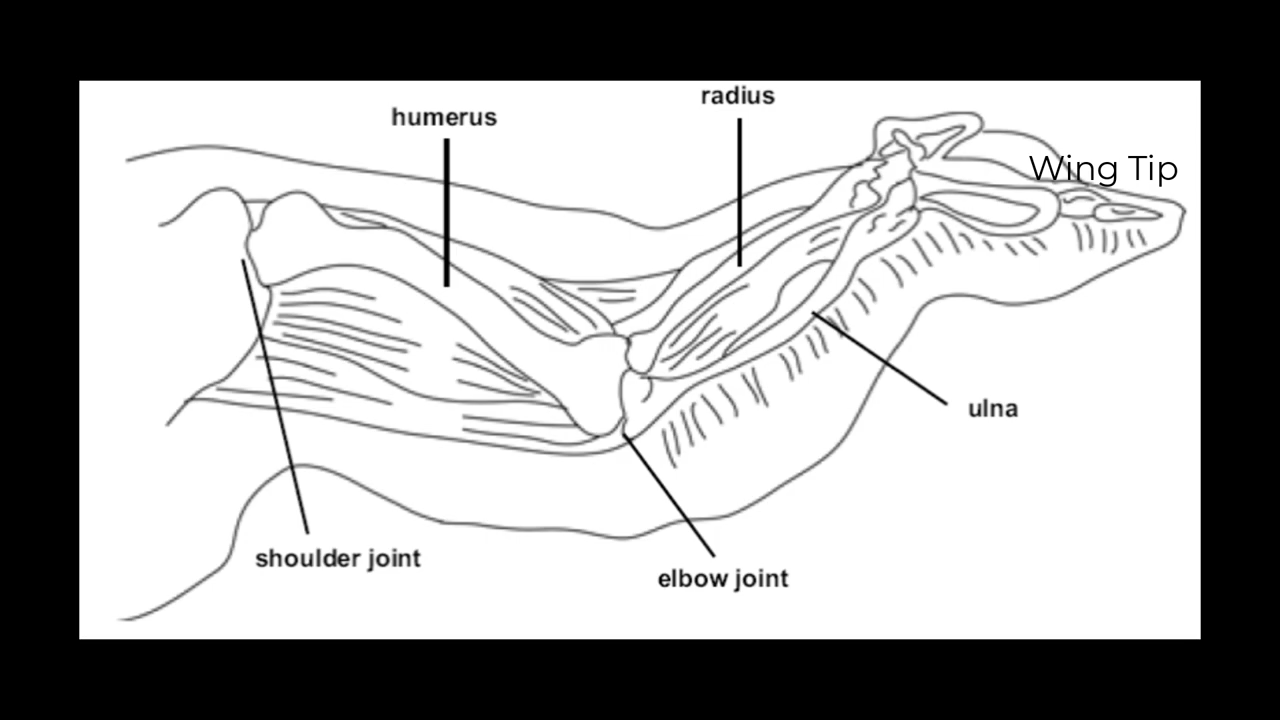 radius
humerus
Wing Tip
ulna
shoulder joint
elbow joint